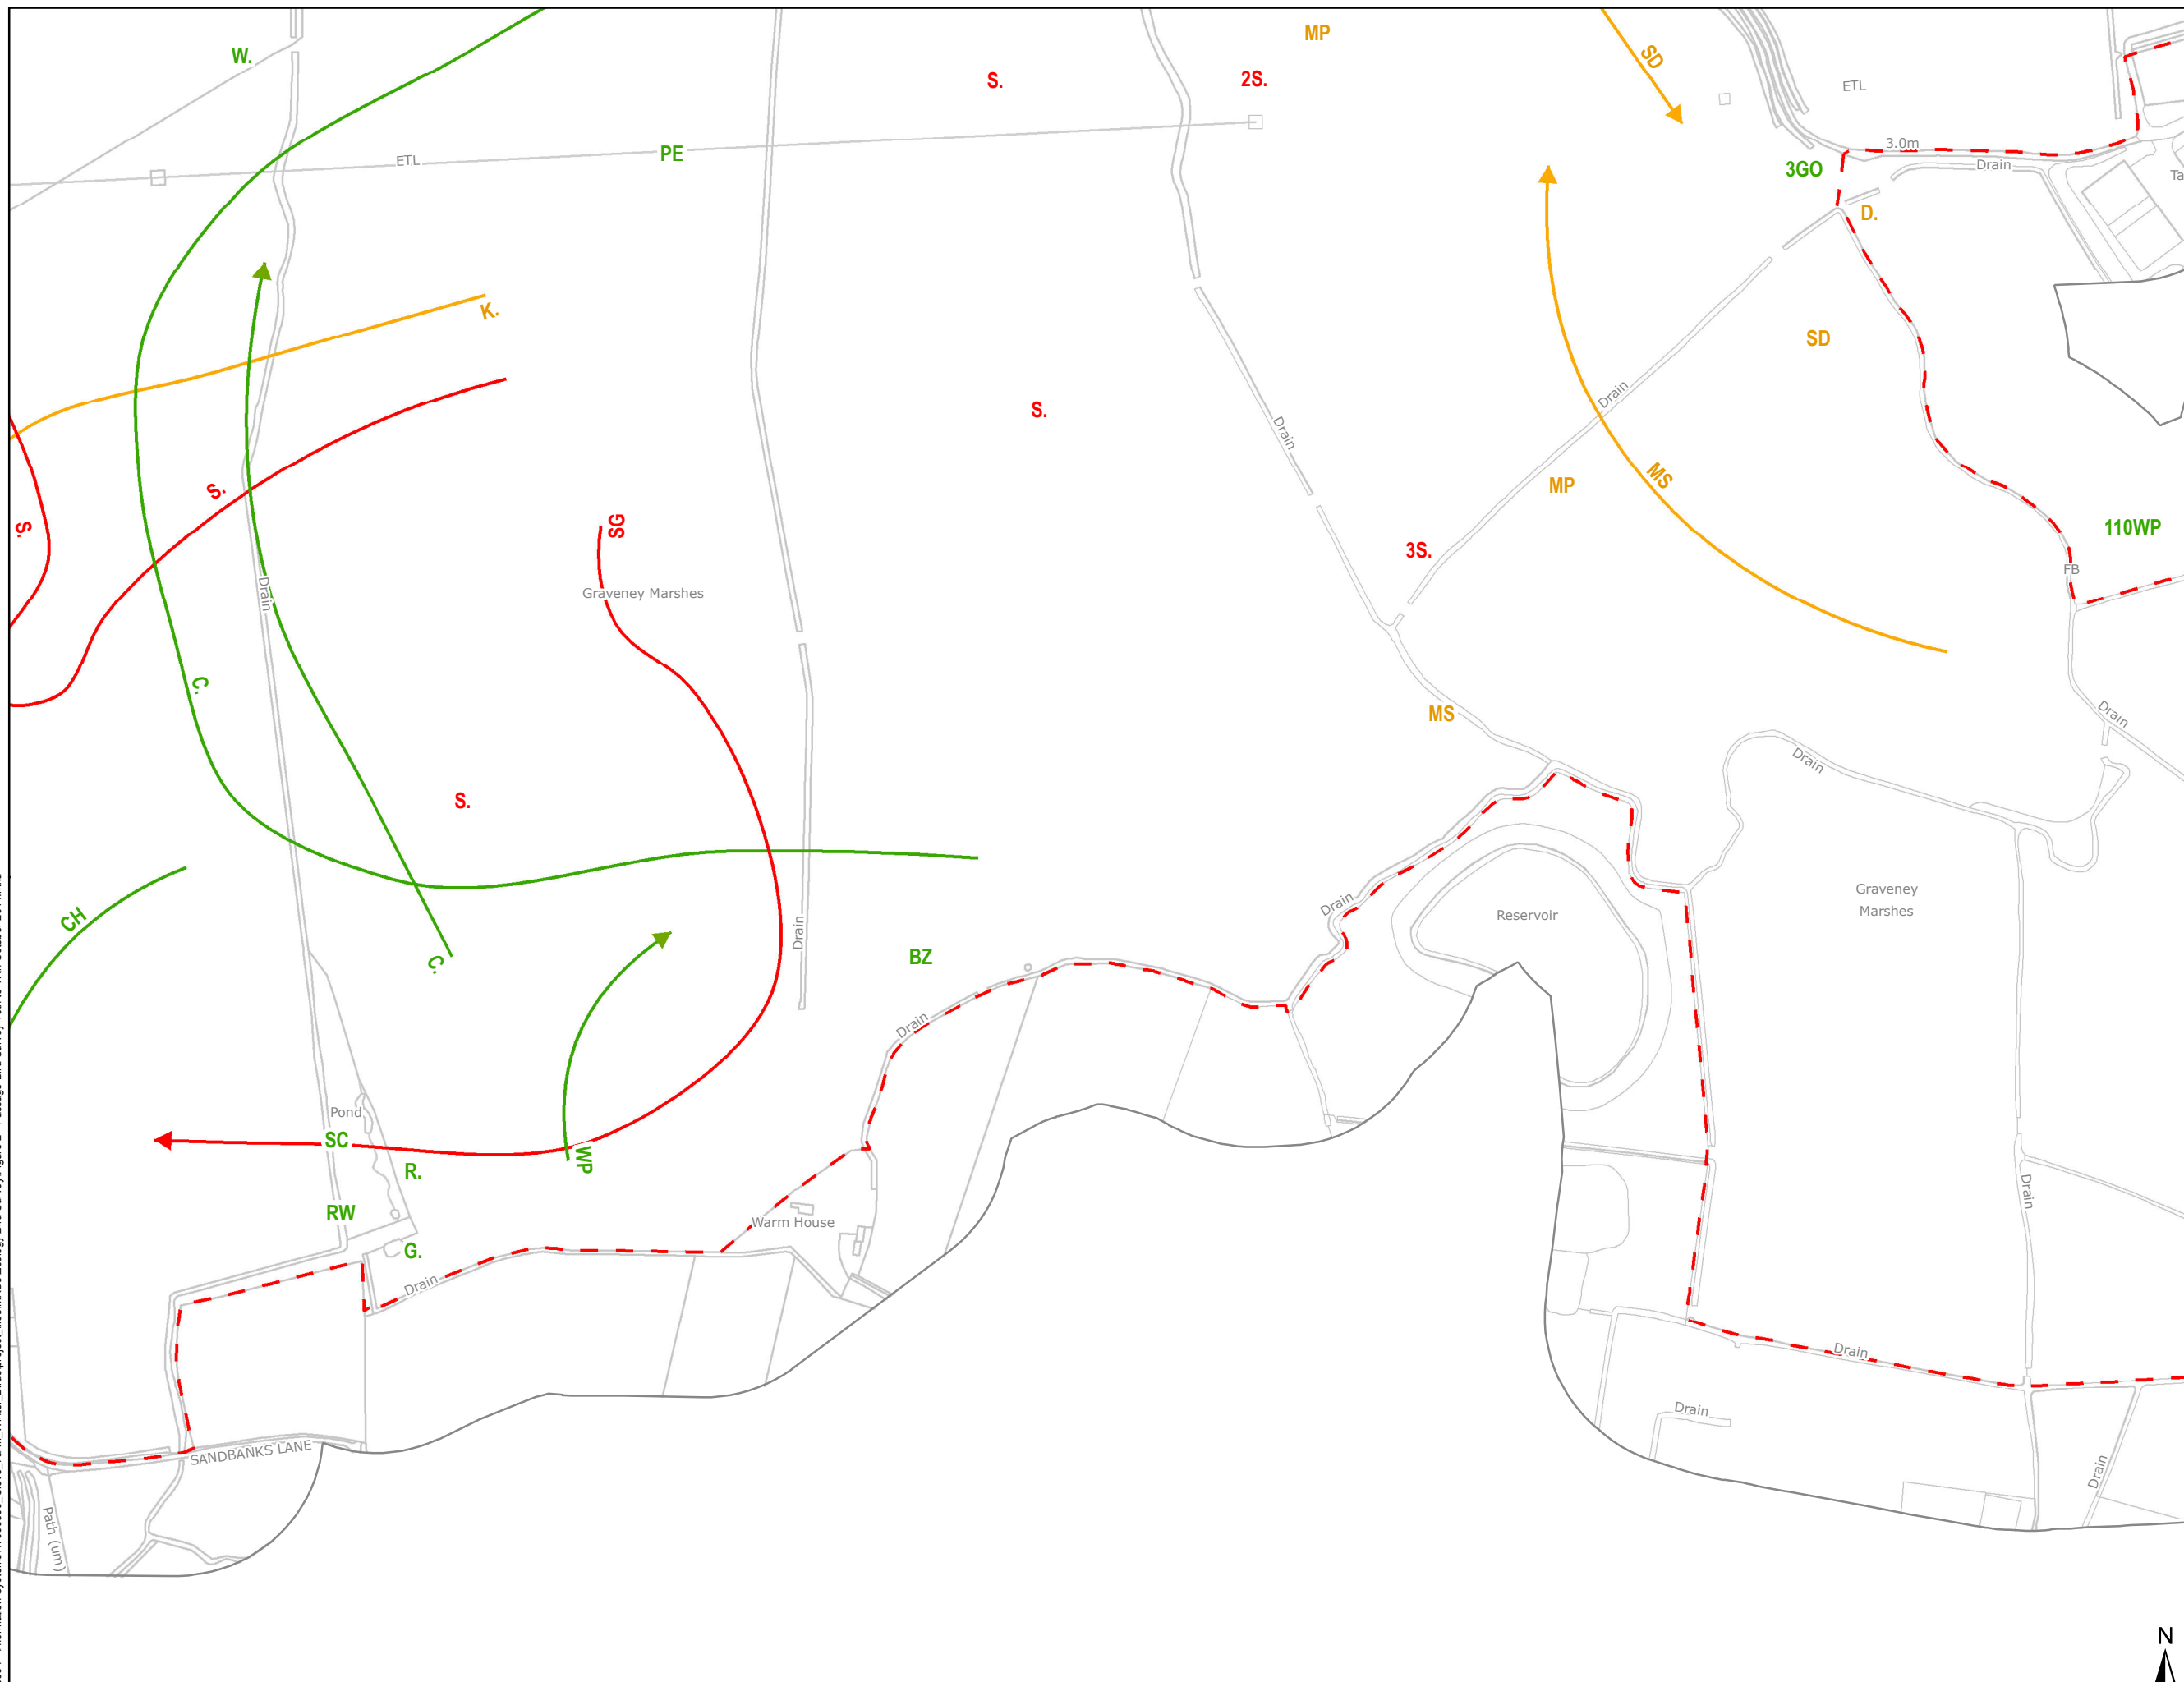 W.
MP
SD
S.
2S.
ETL
PE
ETL
3.0m
3GO
Drain
D.
K.
SD
S.
Drain
Drain
MS
MP
S.
S.
SG
110WP
3S.
FB
Drain
Graveney Marshes
C.
MS
Drain
Drain
S.
CH
Drain
Graveney
Marshes
Reservoir
Drain
C.
BZ
Drain
Pond
SC
R.
WP
RW
Drain
Warm House
G.
Drain
Drain
Drain
SANDBANKS LANE
Drain
Path (um)
N